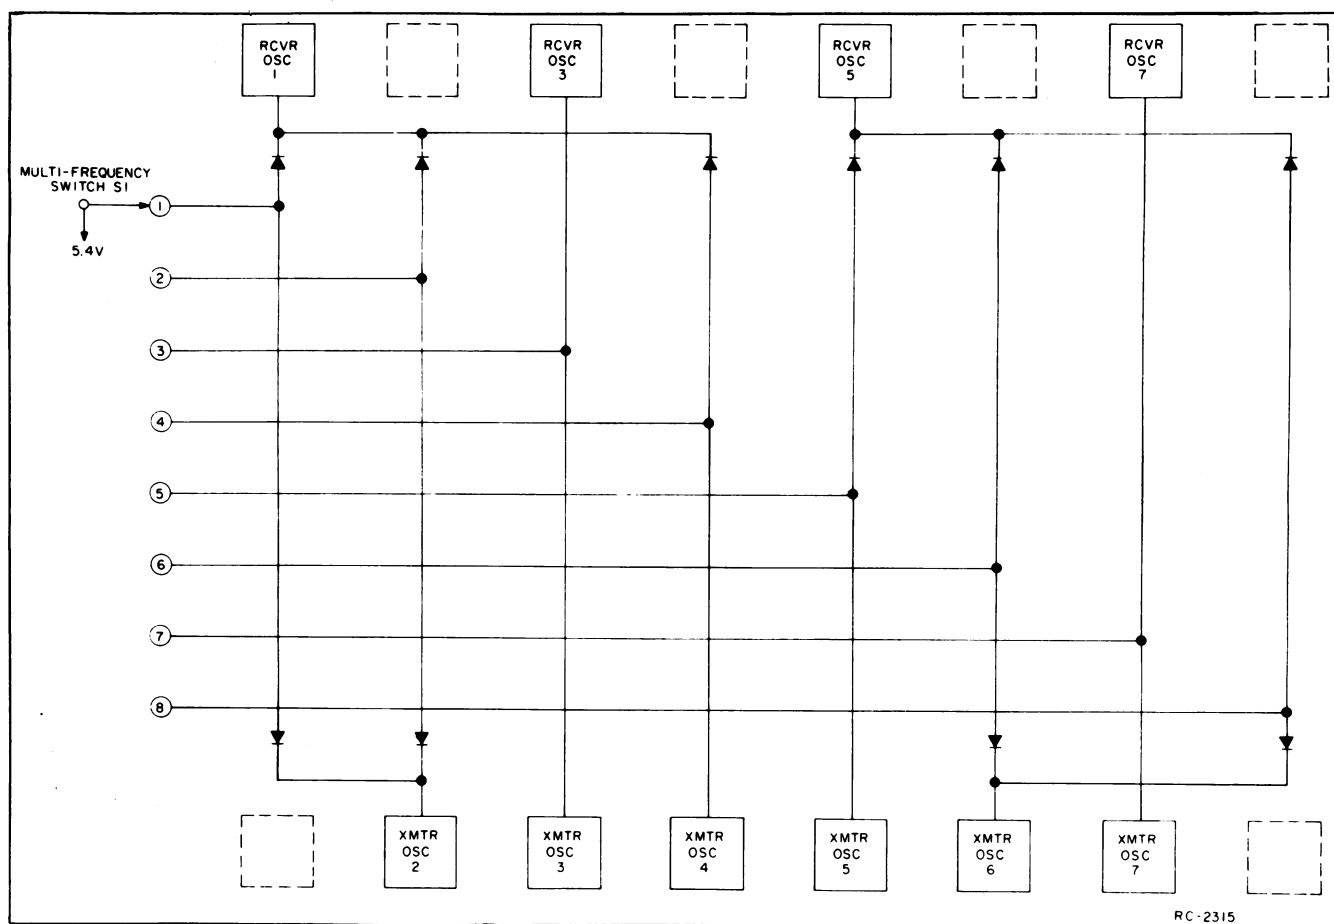 RCVR
OSC
1
RCVR
OSC
3
RCVR
OSC
5
RCVR
OSC
7
MULTI-FREQUENCY
SWITCH S1
1
5.4V
2
3
4
5
6
7
8
XMTR
OSC
2
XMTR
OSC
3
XMTR
OSC
4
XMTR
OSC
5
XMTR
OSC
6
XMTR
OSC
7
RC-2315